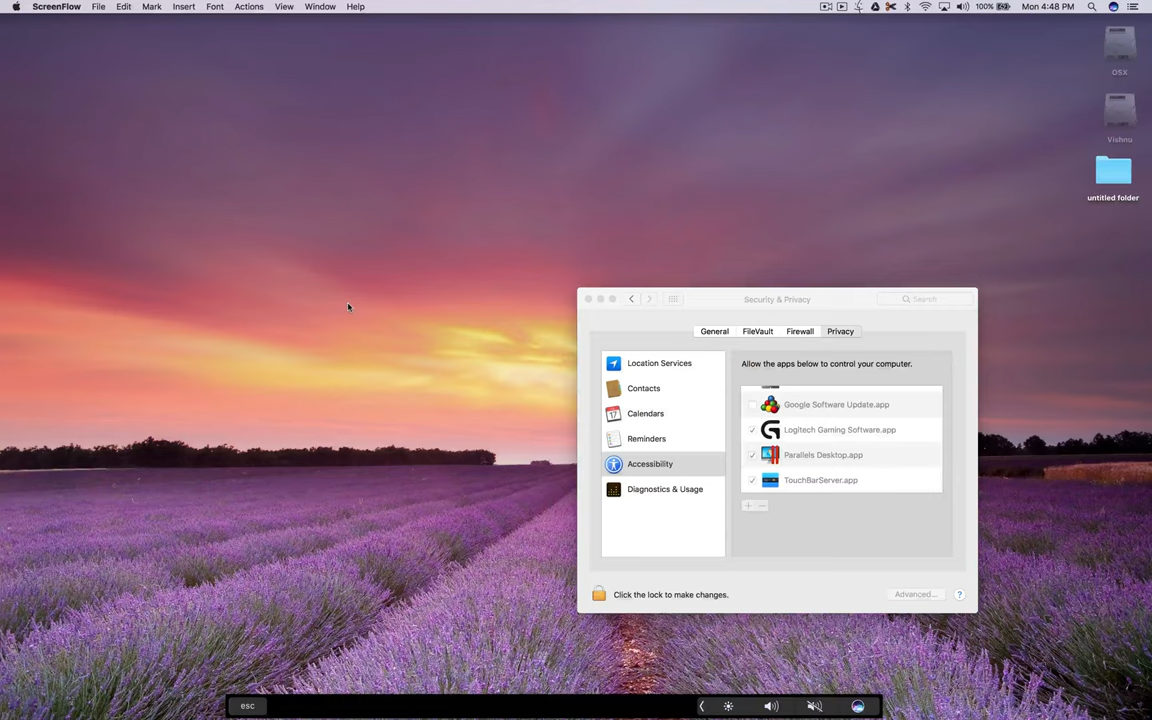 ScreenFlow File Edit Mark Insert Font Actions View Window Help 100% Mon 4:48 PM
OSX
Vishnu
untitled folder
Security & Privacy Search
General FileVault Firewall Privacy
Location Services
Contacts
17 Calendars
Reminders
Accessibility
Diagnostics & Usage
Allow the apps below to control your computer.
Google Software Update.app
Logitech Gaming Software.app
Parallels Desktop.app
TouchBarServer.app
Click the lock to make changes. Advanced... ?
esc